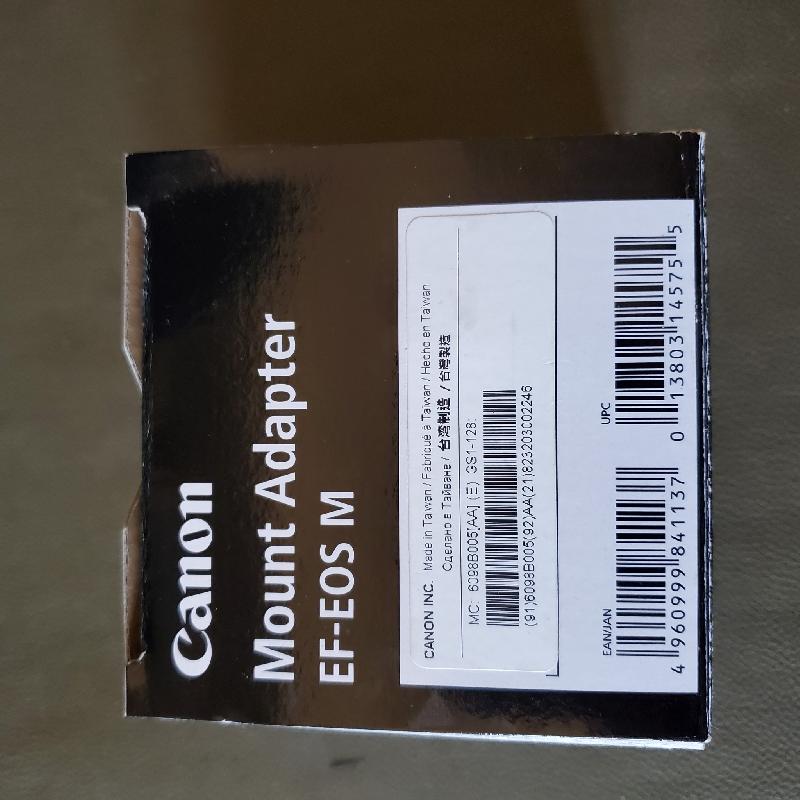 Canon
Mount Adapter
EF-EOS M
CANON INC. Made in Taiwan / Fabriqué à Taiwan / Hecho en Taiwan
Сделано в Тайване / 台湾制造 / 台灣製造
MC: 6098B005[AA] (E) GS1-128:
(91)6098B005(92)AA(21)823203002246
EAN/JAN
4 960999 841137
UPC
0 13803 14575 5